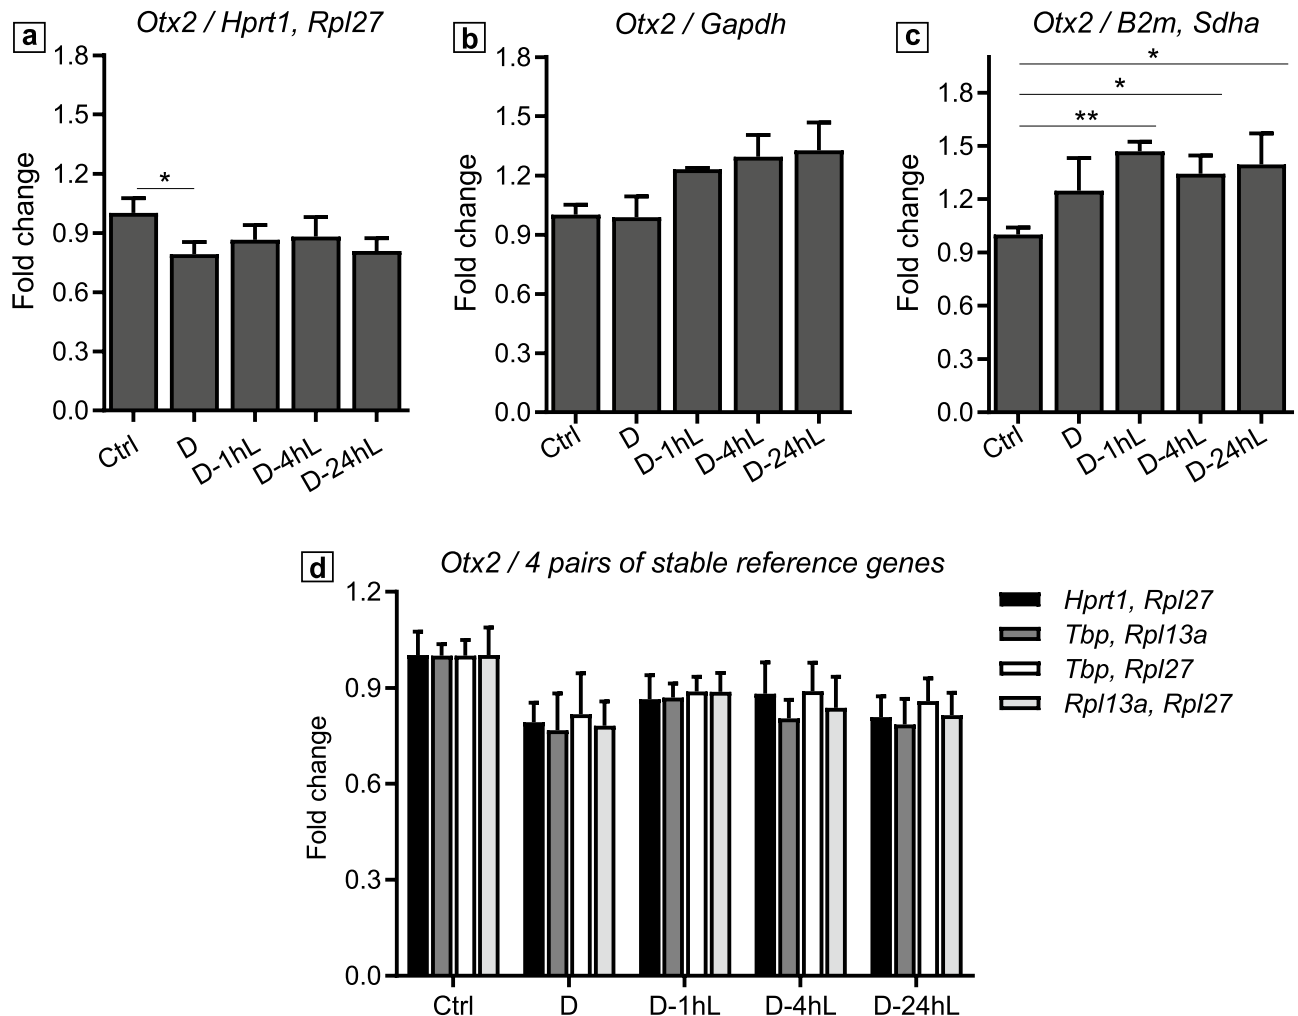 a
Otx2 / Hprt1, Rpl27
Fold change
1.8
1.5
1.2
0.9
0.6
0.3
0.0
*
Ctrl
D
D-1hL
D-4hL
D-24hL
b
Otx2 / Gapdh
Fold change
1.8
1.5
1.2
0.9
0.6
0.3
0.0
Ctrl
D
D-1hL
D-4hL
D-24hL
c
Otx2 / B2m, Sdha
Fold change
1.8
1.5
1.2
0.9
0.6
0.3
0.0
*
*
**
Ctrl
D
D-1hL
D-4hL
D-24hL
d
Otx2 / 4 pairs of stable reference genes
Fold change
1.2
0.9
0.6
0.3
0.0
Ctrl
D
D-1hL
D-4hL
D-24hL
Hprt1, Rpl27
Tbp, Rpl13a
Tbp, Rpl27
Rpl13a, Rpl27